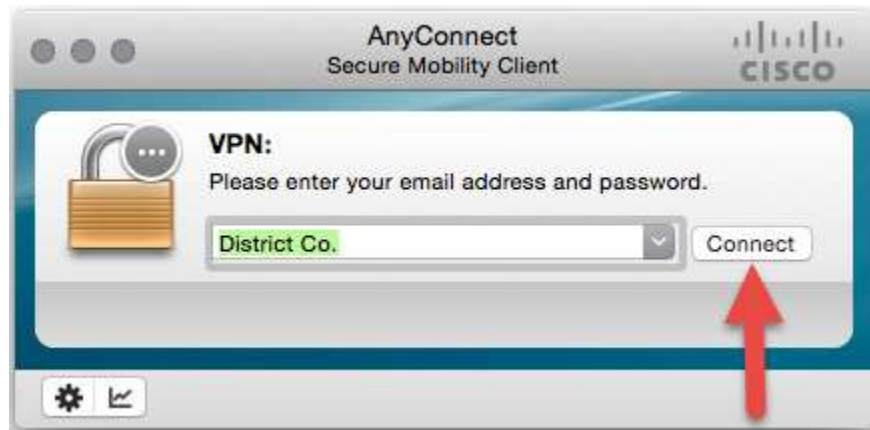 AnyConnect
Secure Mobility Client
CISCO
VPN:
Please enter your email address and password.
District Co.
Connect